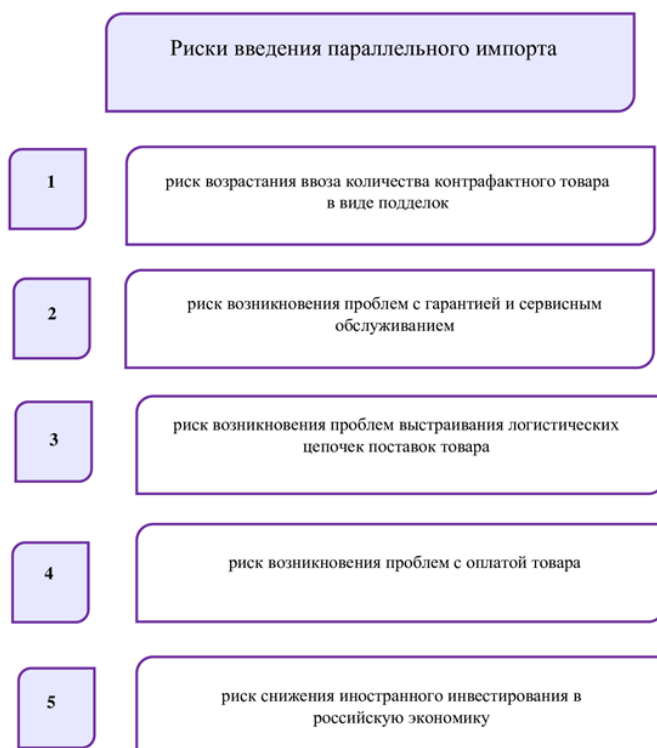 Риски введения параллельного импорта
1
риск возрастания ввоза количества контрафактного товара
в виде подделок
2
риск возникновения проблем с гарантией и сервисным
обслуживанием
3
риск возникновения проблем выстраивания логистических
цепочек поставок товара
4
риск возникновения проблем с оплатой товара
5
риск снижения иностранного инвестирования в
российскую экономику